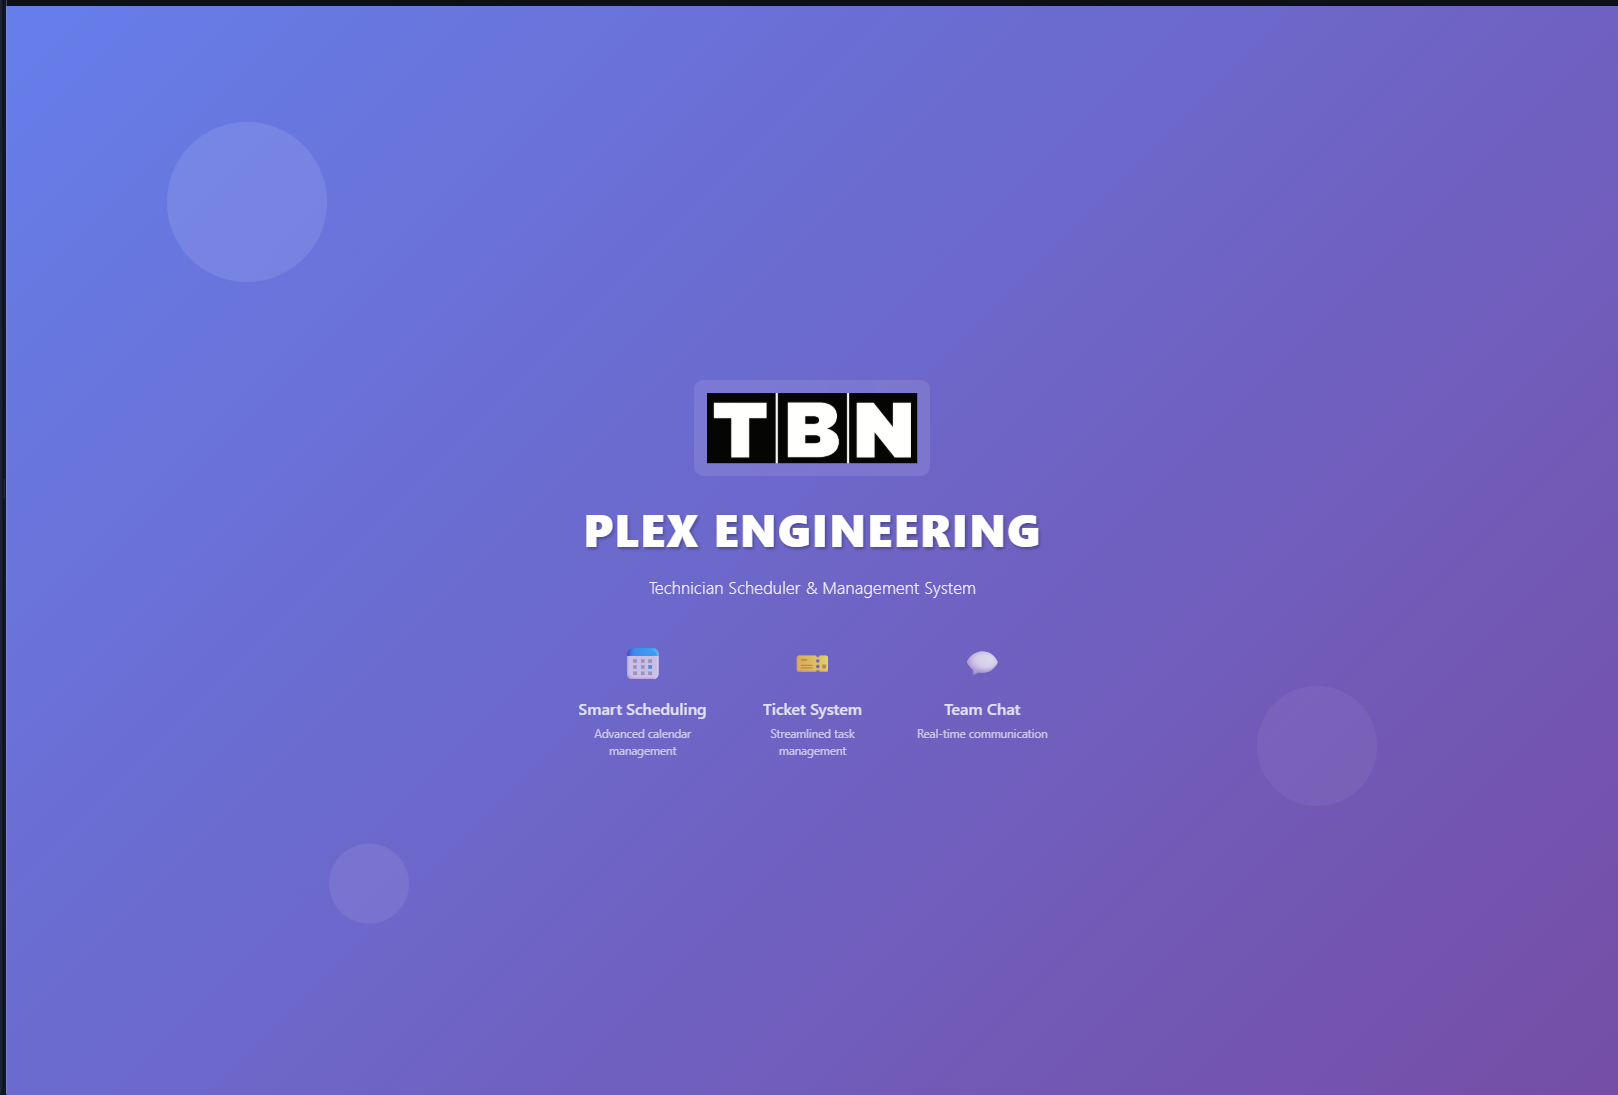 TBN
PLEX ENGINEERING
Technician Scheduler & Management System
Smart Scheduling
Advanced calendar
management
Ticket System
Streamlined task
management
Team Chat
Real-time communication